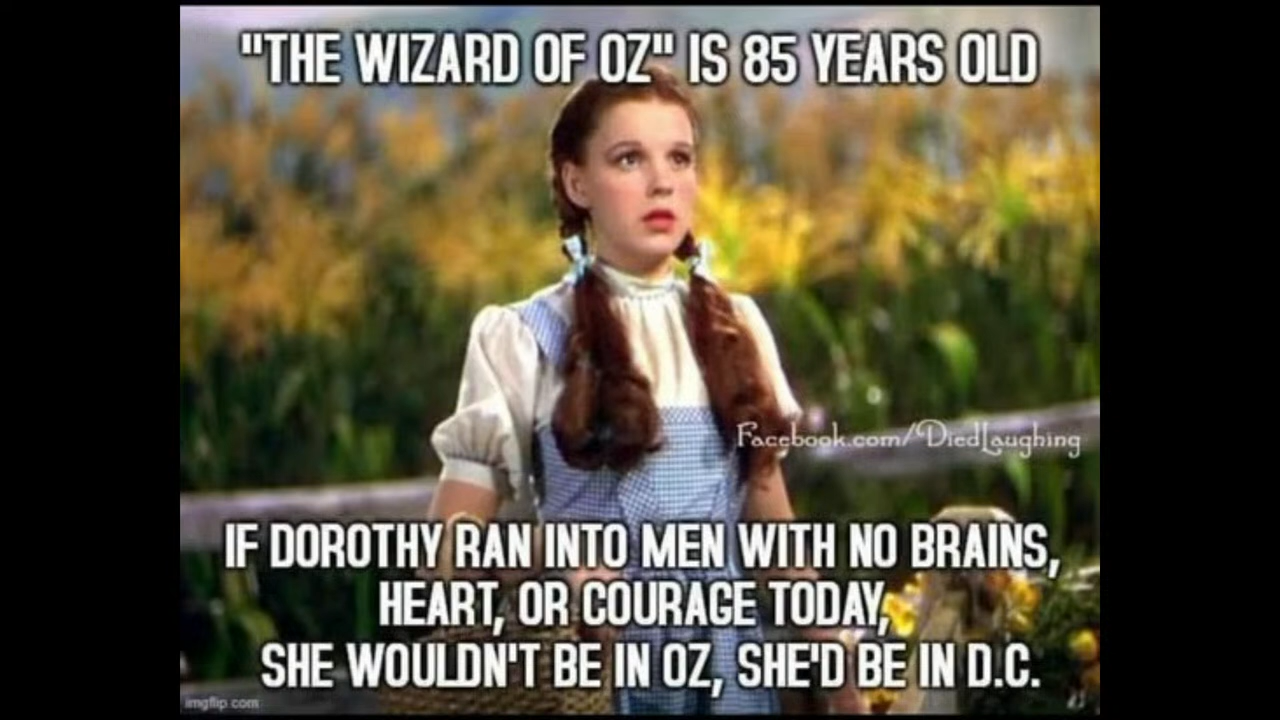 "THE WIZARD OF OZ" IS 85 YEARS OLD
Facebook.com/DiedLaughing
IF DOROTHY RAN INTO MEN WITH NO BRAINS,
HEART, OR COURAGE TODAY,
SHE WOULDN'T BE IN OZ, SHE'D BE IN D.C.
imgflip.com